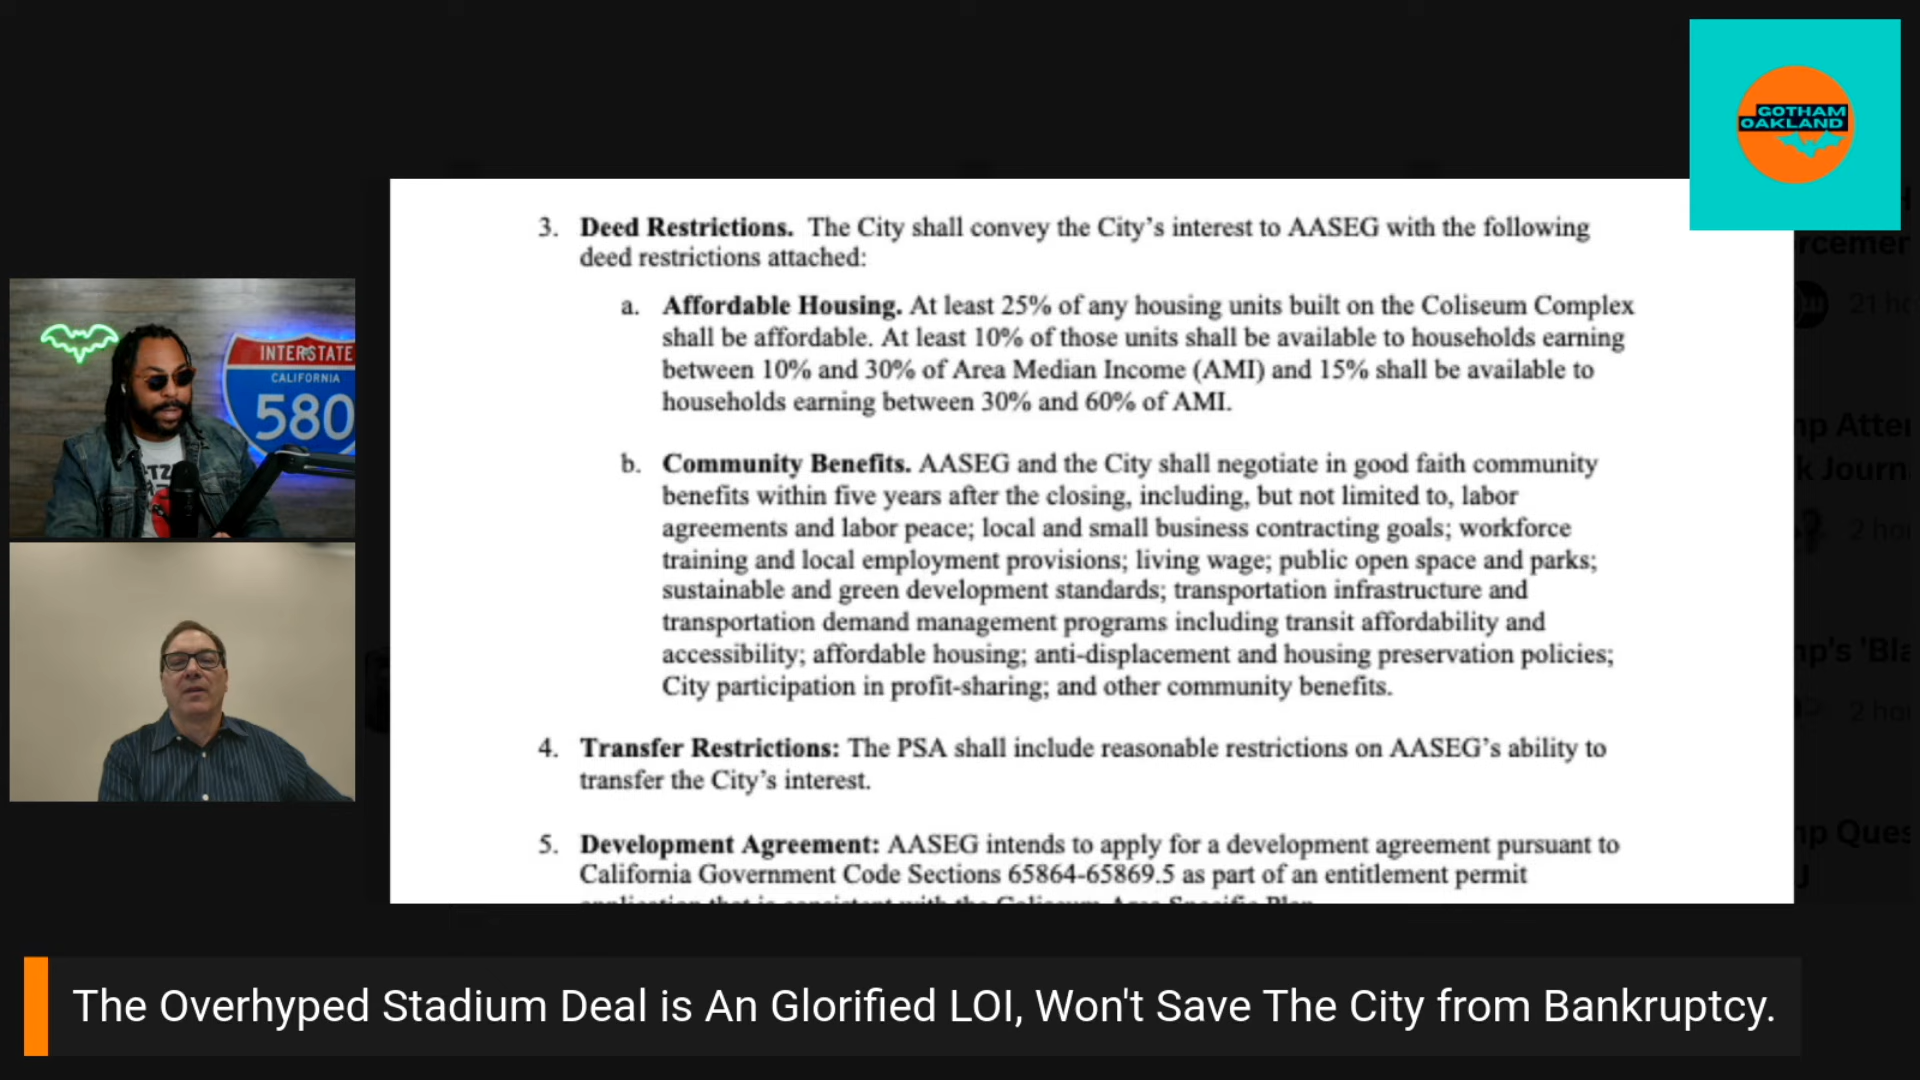 GOTHAM
OAKLAND
3. Deed Restrictions. The City shall convey the City's interest to AASEG with the following
deed restrictions attached:
a. Affordable Housing. At least 25% of any housing units built on the Coliseum Complex
shall be affordable. At least 10% of those units shall be available to households earning
between 10% and 30% of Area Median Income (AMI) and 15% shall be available to
households earning between 30% and 60% of AMI.
b. Community Benefits. AASEG and the City shall negotiate in good faith community
benefits within five years after the closing, including, but not limited to, labor
agreements and labor peace; local and small business contracting goals; workforce
training and local employment provisions; living wage; public open space and parks;
sustainable and green development standards; transportation infrastructure and
transportation demand management programs including transit affordability and
accessibility; affordable housing; anti-displacement and housing preservation policies;
City participation in profit-sharing; and other community benefits.
4. Transfer Restrictions: The PSA shall include reasonable restrictions on AASEG's ability to
transfer the City's interest.
5. Development Agreement: AASEG intends to apply for a development agreement pursuant to
California Government Code Sections 65864-65869.5 as part of an entitlement permit
INTERSTATE
CALIFORNIA
580
The Overhyped Stadium Deal is An Glorified LOI, Won't Save The City from Bankruptcy.